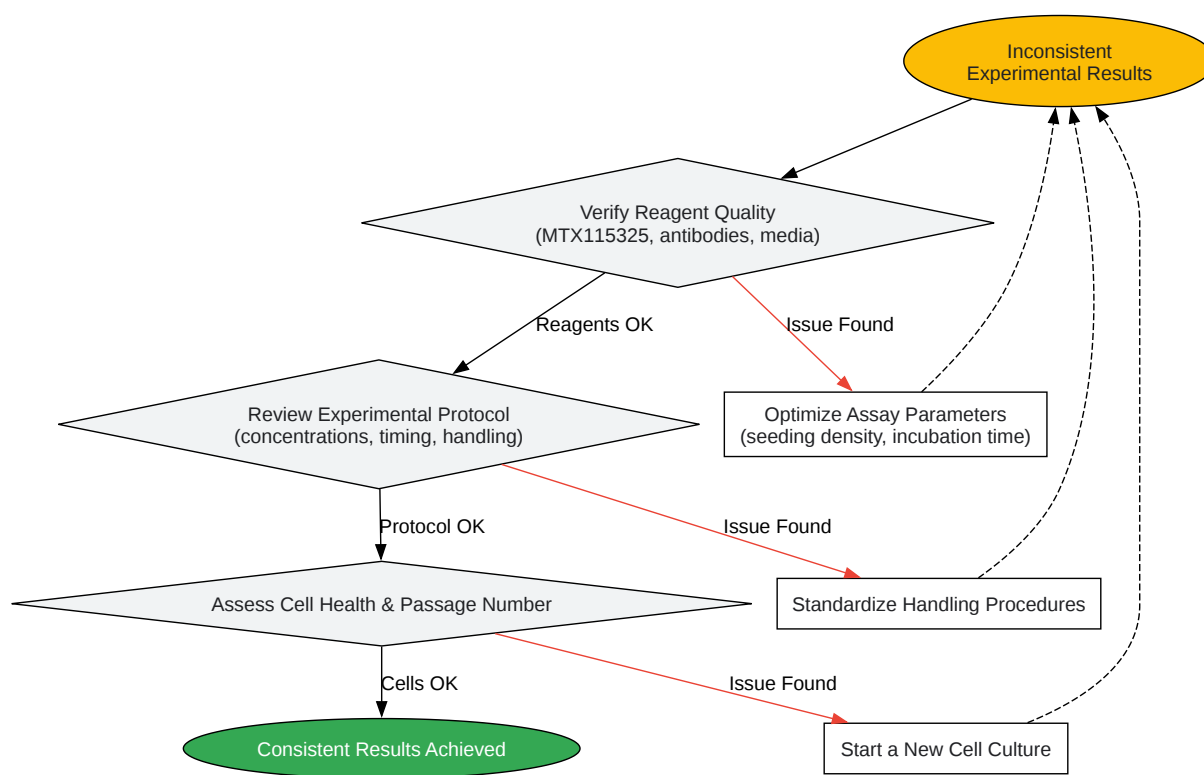 Inconsistent
Experimental Results
Verify Reagent Quality
(MTX115325, antibodies, media)
Reagents OK
Issue Found
Review Experimental Protocol
(concentrations, timing, handling)
Optimize Assay Parameters
(seeding density, incubation time)
Protocol OK
Issue Found
Assess Cell Health & Passage Number
Standardize Handling Procedures
Cells OK
Issue Found
Consistent Results Achieved
Start a New Cell Culture